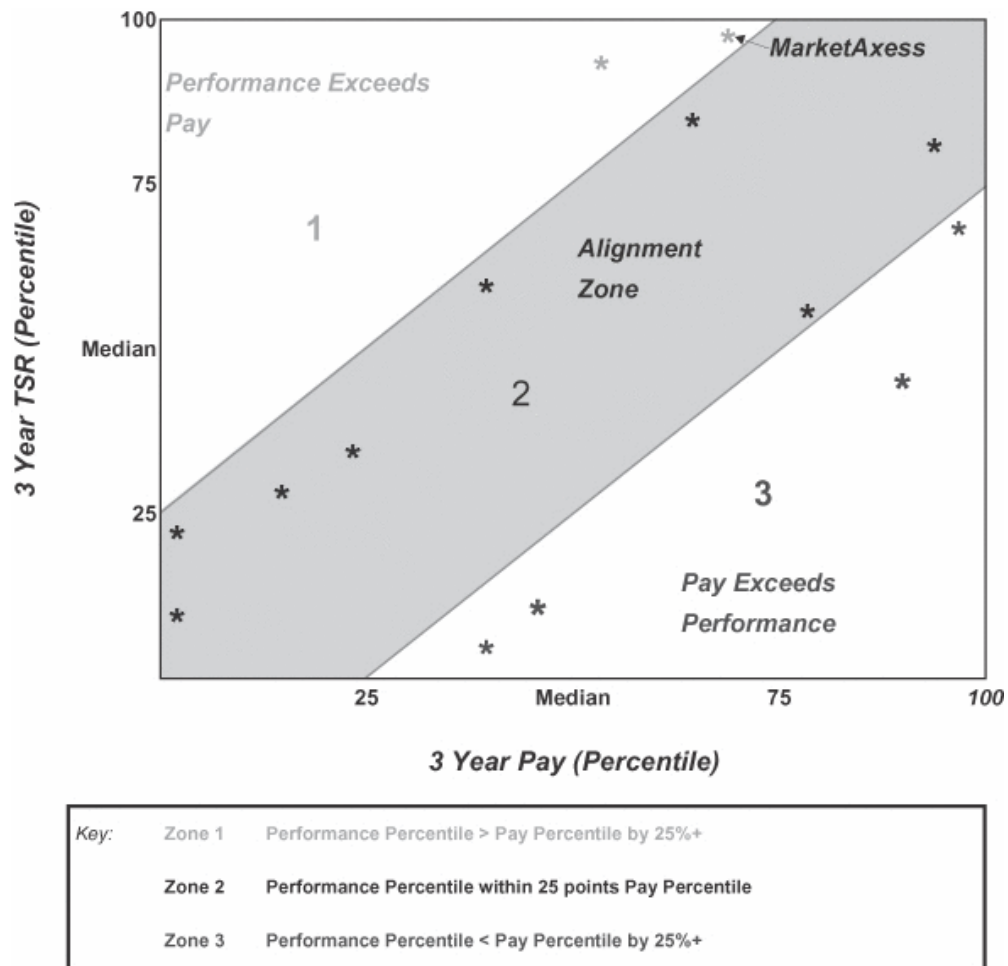 100
MarketAxess
Performance Exceeds
Pay
75
1
Alignment
Zone
Median
2
3 Year TSR (Percentile)
25
3
Pay Exceeds
Performance
25 Median 75 100
3 Year Pay (Percentile)
Key: Zone 1 Performance Percentile > Pay Percentile by 25%+
Zone 2 Performance Percentile within 25 points Pay Percentile
Zone 3 Performance Percentile < Pay Percentile by 25%+